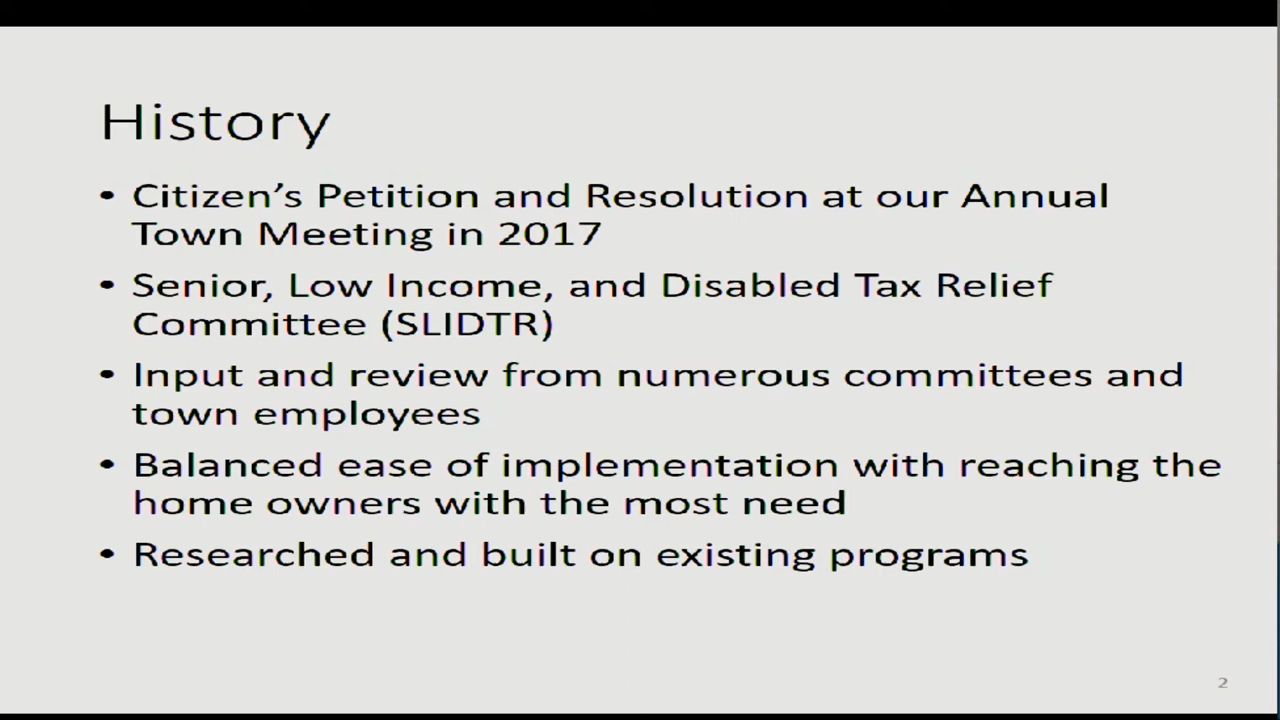 History
• Citizen’s Petition and Resolution at our Annual
Town Meeting in 2017
• Senior, Low Income, and Disabled Tax Relief
Committee (SLIDTR)
• Input and review from numerous committees and
town employees
• Balanced ease of implementation with reaching the
home owners with the most need
• Researched and built on existing programs
2